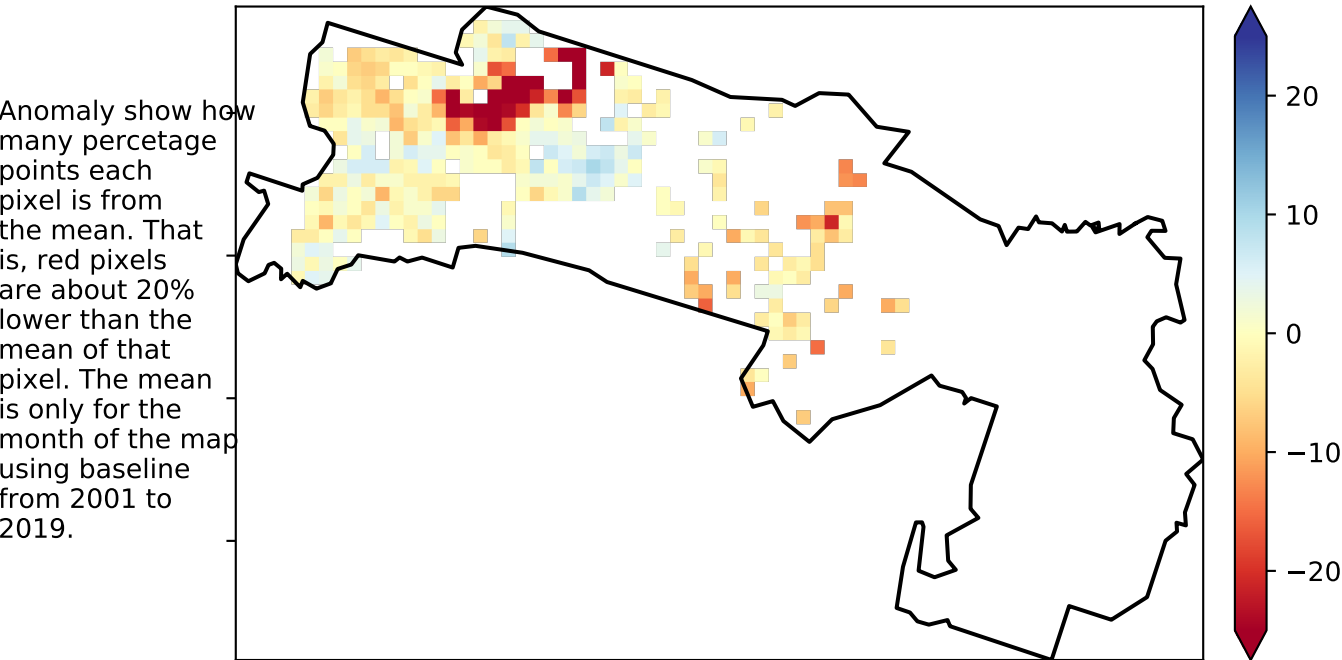 Anomaly show how
many percetage
points each
pixel is from
the mean. That
is, red pixels
are about 20%
lower than the
mean of that
pixel. The mean
is only for the
month of the map
using baseline
from 2001 to
2019.
20
10
0
−10
−20